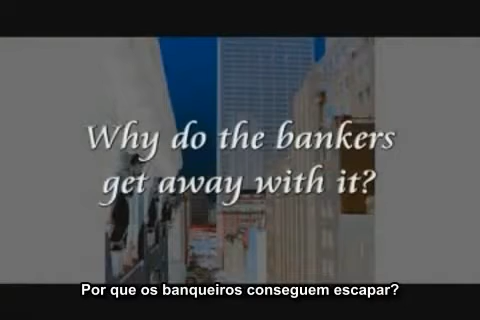 Why do the bankers
get away with it?
Por que os banqueiros conseguem escapar?